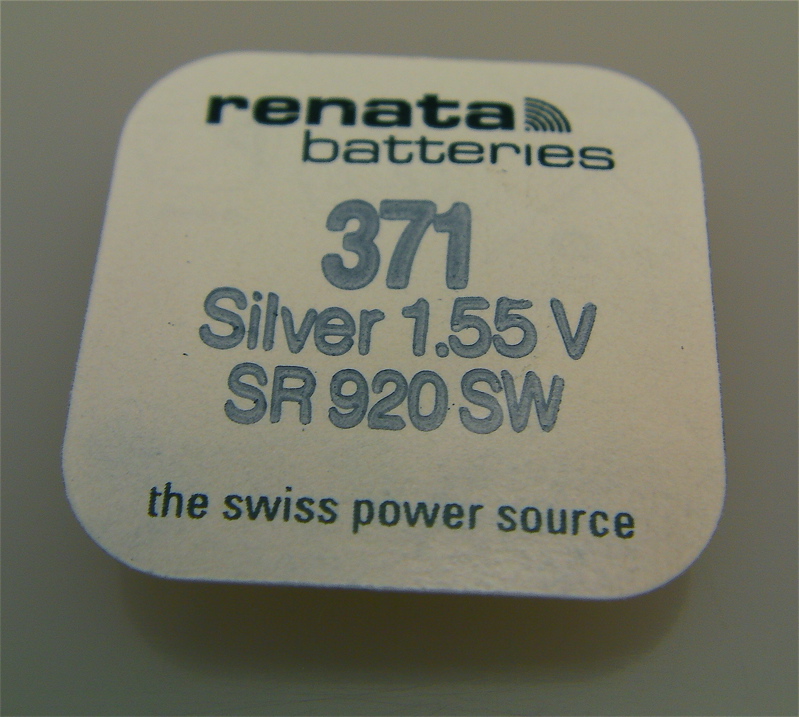 renata
batteries
371
Silver 1.55 V
SR 920 SW
the swiss power source